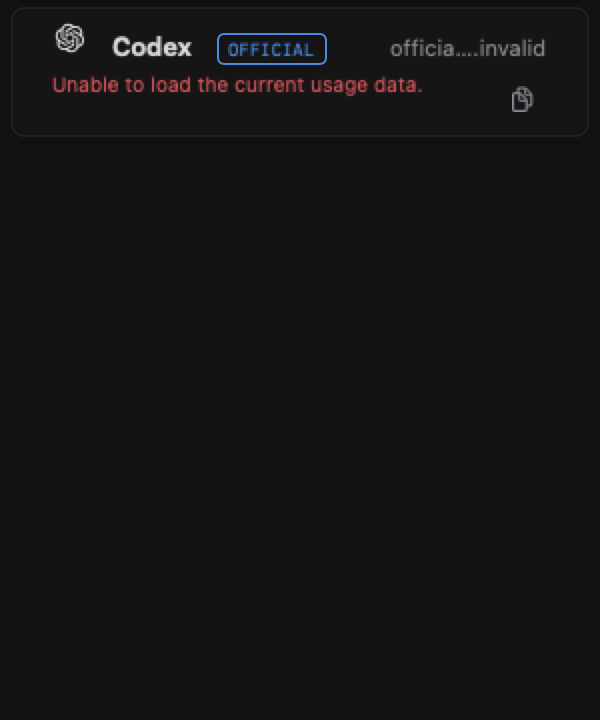 Codex OFFICIAL officia....invalid
Unable to load the current usage data.